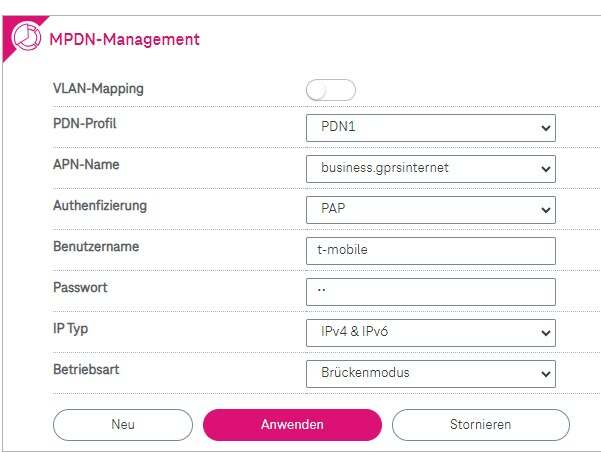 MPDN-Management
VLAN-Mapping
PDN-Profil PDN1
APN-Name business.gprsinternet
Authenfizierung PAP
Benutzername t-mobile
Passwort ··
IP Typ IPv4 & IPv6
Betriebsart Brückenmodus
Neu Anwenden Stornieren